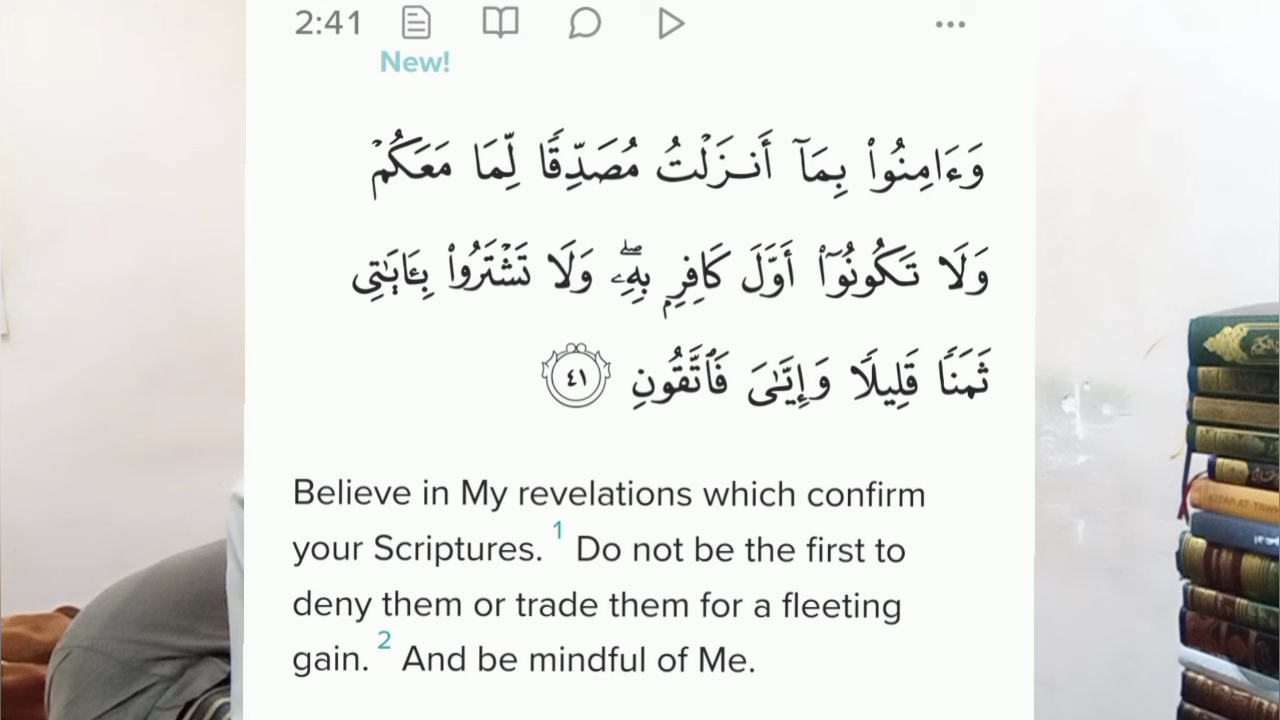 2:41
New!
وَءَامِنُوا۟ بِمَآ أَنزَلْتُ مُصَدِّقًا لِّمَا مَعَكُمْ
وَلَا تَكُونُوٓا۟ أَوَّلَ كَافِرٍۭ بِهِۦ ۖ وَلَا تَشْتَرُوا۟ بِـَٔايَـٰتِى
ثَمَنًا قَلِيلًا وَإِيَّـٰىَ فَٱتَّقُونِ ٤١
Believe in My revelations which confirm
your Scriptures. 1 Do not be the first to
deny them or trade them for a fleeting
gain. 2 And be mindful of Me.